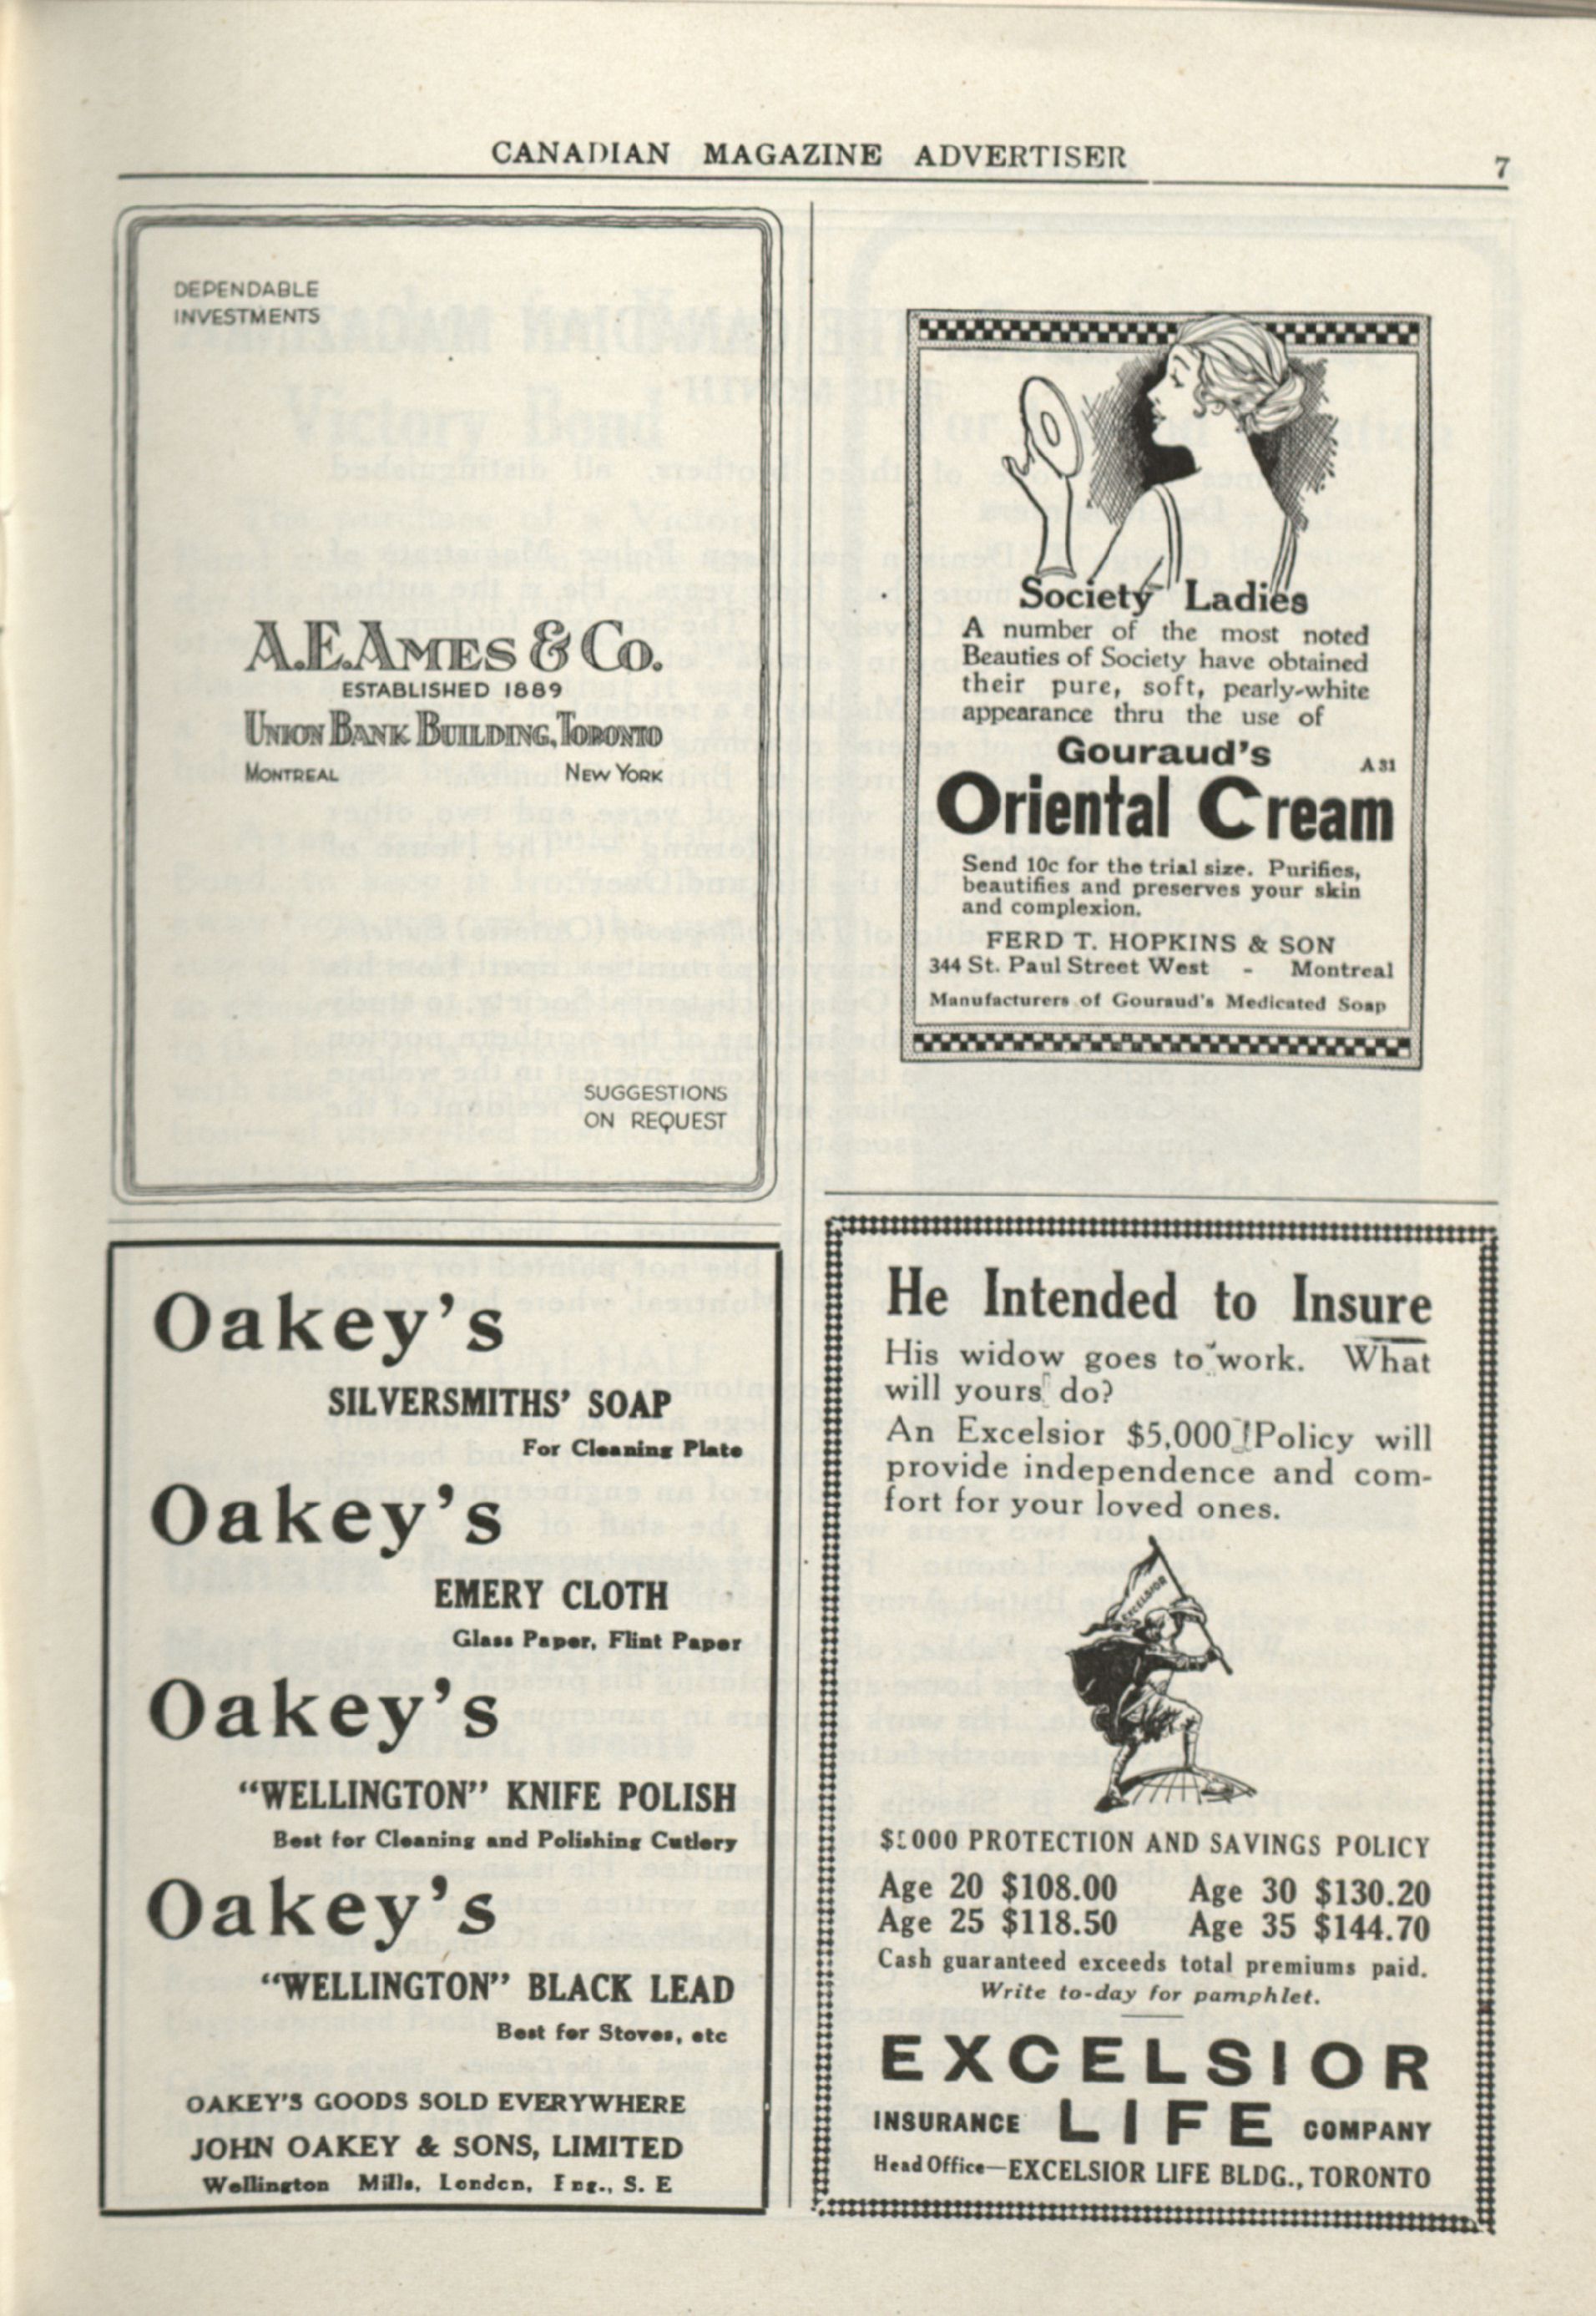 CANADIAN MAGAZINE ADVERTISER 7
DEPENDABLE
INVESTMENTS
A.E.AMES & CO.
ESTABLISHED 1889
UNION BANK BUILDING, TORONTO
MONTREAL NEW YORK
SUGGESTIONS
ON REQUEST
Society Ladies
A number of the most noted
Beauties of Society have obtained
their pure, soft, pearly-white
appearance thru the use of
Gouraud's A 31
Oriental Cream
Send 10c for the trial size. Purifies,
beautifies and preserves your skin
and complexion.
FERD T. HOPKINS & SON
344 St. Paul Street West - Montreal
Manufacturers of Gouraud's Medicated Soap
Oakey's
SILVERSMITHS' SOAP
For Cleaning Plate
Oakey's
EMERY CLOTH
Glass Paper, Flint Paper
Oakey's
"WELLINGTON" KNIFE POLISH
Best for Cleaning and Polishing Cutlery
Oakey's
"WELLINGTON" BLACK LEAD
Best for Stoves, etc
OAKEY'S GOODS SOLD EVERYWHERE
JOHN OAKEY & SONS, LIMITED
Wellington Mills, London, Eng., S. E
He Intended to Insure
His widow goes to work. What
will yours do?
An Excelsior $5,000 Policy will
provide independence and com-
fort for your loved ones.
EXCELSIOR
$5000 PROTECTION AND SAVINGS POLICY
Age 20 $108.00 Age 30 $130.20
Age 25 $118.50 Age 35 $144.70
Cash guaranteed exceeds total premiums paid.
Write to-day for pamphlet.
EXCELSIOR
INSURANCE LIFE COMPANY
Head Office—EXCELSIOR LIFE BLDG., TORONTO